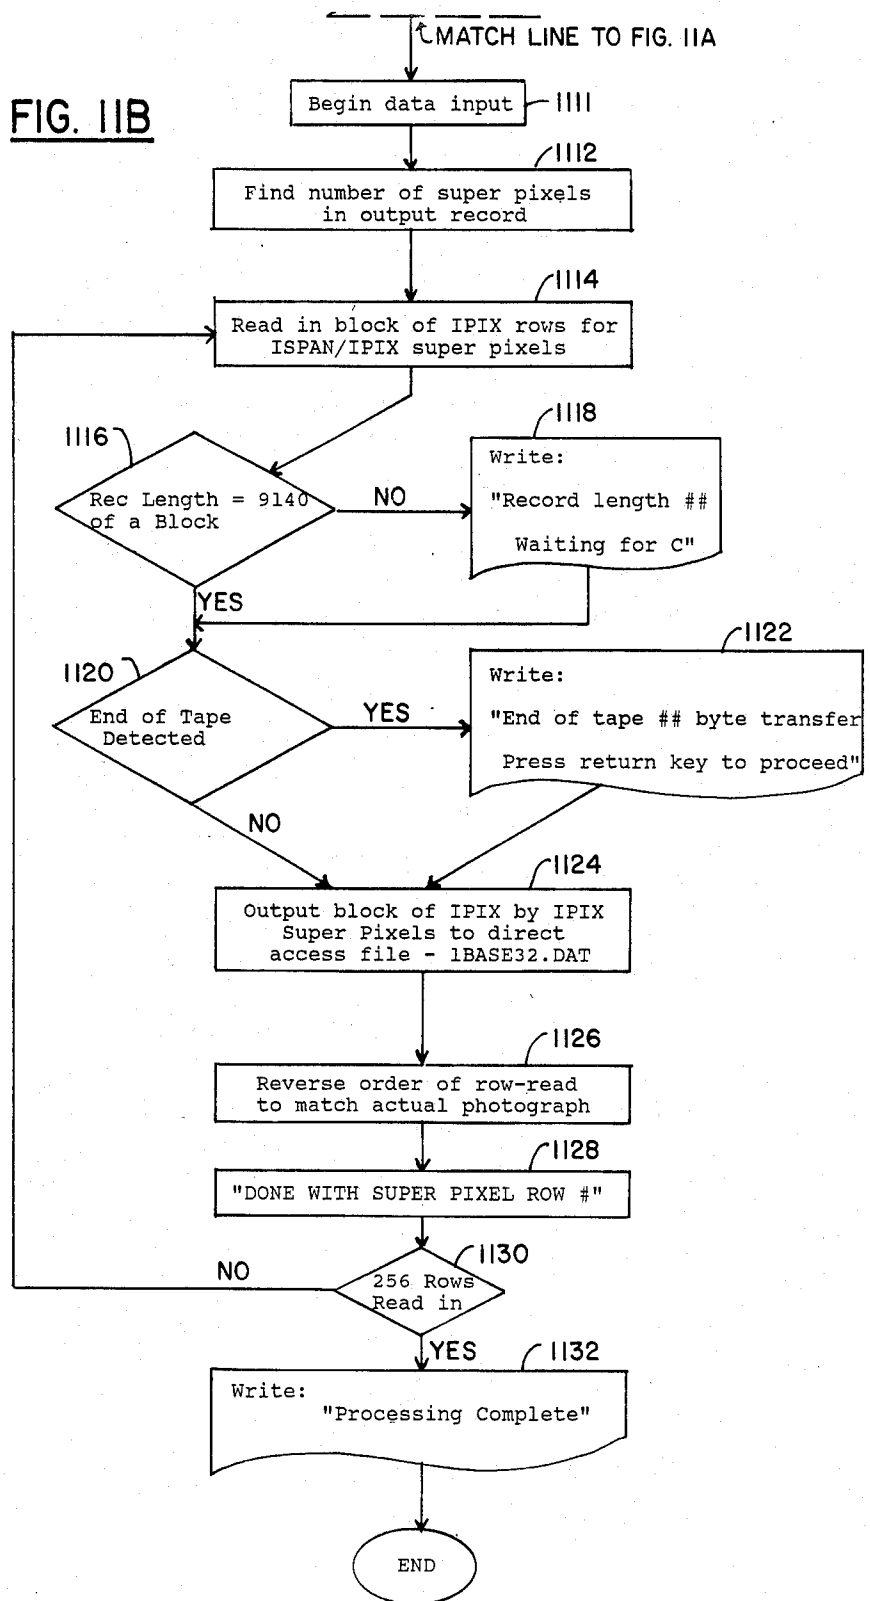 MATCH LINE TO FIG. 11A
FIG. 11B
Begin data input
1111
1112
Find number of super pixels
in output record
1114
Read in block of IPIX rows for
ISPAN/IPIX super pixels
1116
Rec Length = 9140
of a Block
NO
1118
Write:
"Record length ##
Waiting for C"
YES
1120
End of Tape
Detected
YES
1122
Write:
"End of tape ## byte transfer
Press return key to proceed"
NO
1124
Output block of IPIX by IPIX
Super Pixels to direct
access file - 1BASE32.DAT
1126
Reverse order of row-read
to match actual photograph
1128
"DONE WITH SUPER PIXEL ROW #"
1130
256 Rows
Read in
NO
YES
1132
Write:
"Processing Complete"
END